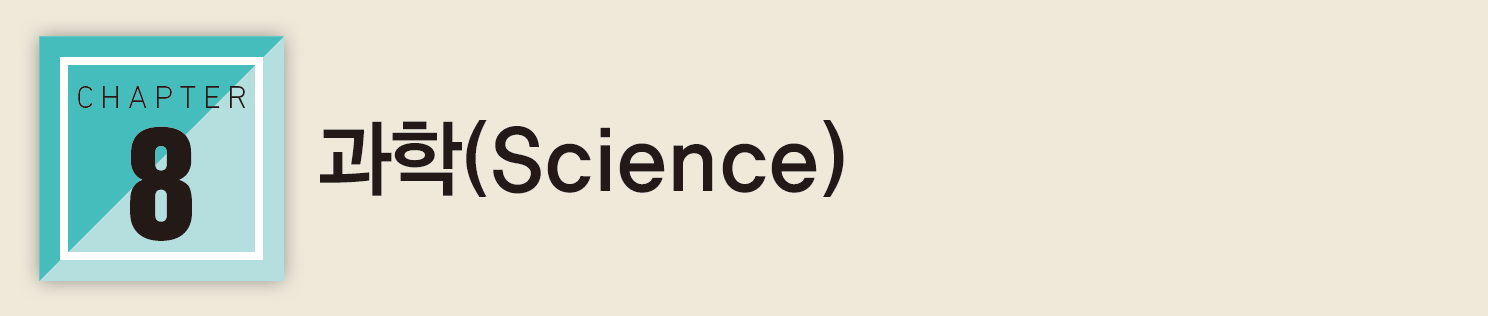 CHAPTER
8
과학(Science)